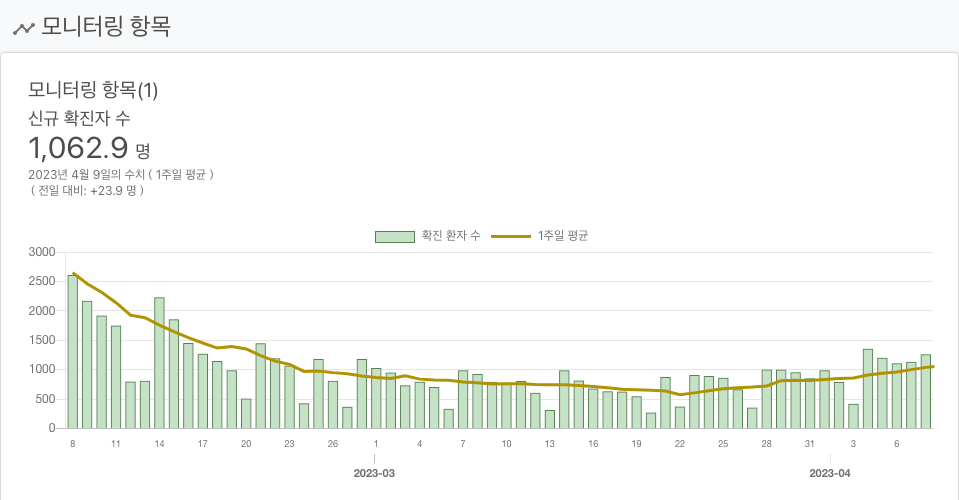 모니터링 항목
모니터링 항목(1)
신규 확진자 수
1,062.9 명
2023년 4월 9일의 수치 ( 1주일 평균 )
( 전일 대비: +23.9 명 )
확진 환자 수 1주일 평균
3000
2500
2000
1500
1000
500
0
8 11 14 17 20 23 26 1 4 7 10 13 16 19 22 25 28 31 3 6
2023-03 2023-04